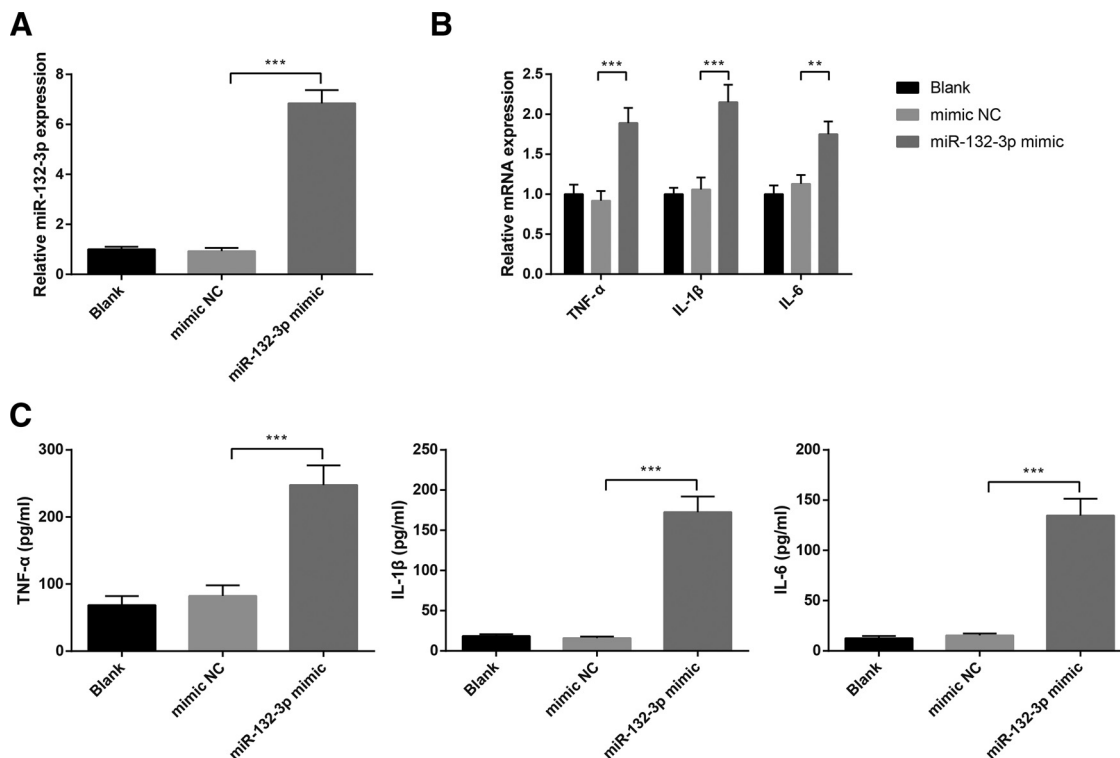 A
Relative miR-132-3p expression
8
6
4
2
0
***
Blank
mimic NC
miR-132-3p mimic
B
Relative mRNA expression
2.5
2.0
1.5
1.0
0.5
0.0
*** *** **
TNF-α IL-1β IL-6
Blank
mimic NC
miR-132-3p mimic
C
TNF-α (pg/ml)
300
200
100
0
***
Blank
mimic NC
miR-132-3p mimic
IL-1β (pg/ml)
250
200
150
100
50
0
***
Blank
mimic NC
miR-132-3p mimic
IL-6 (pg/ml)
200
150
100
50
0
***
Blank
mimic NC
miR-132-3p mimic